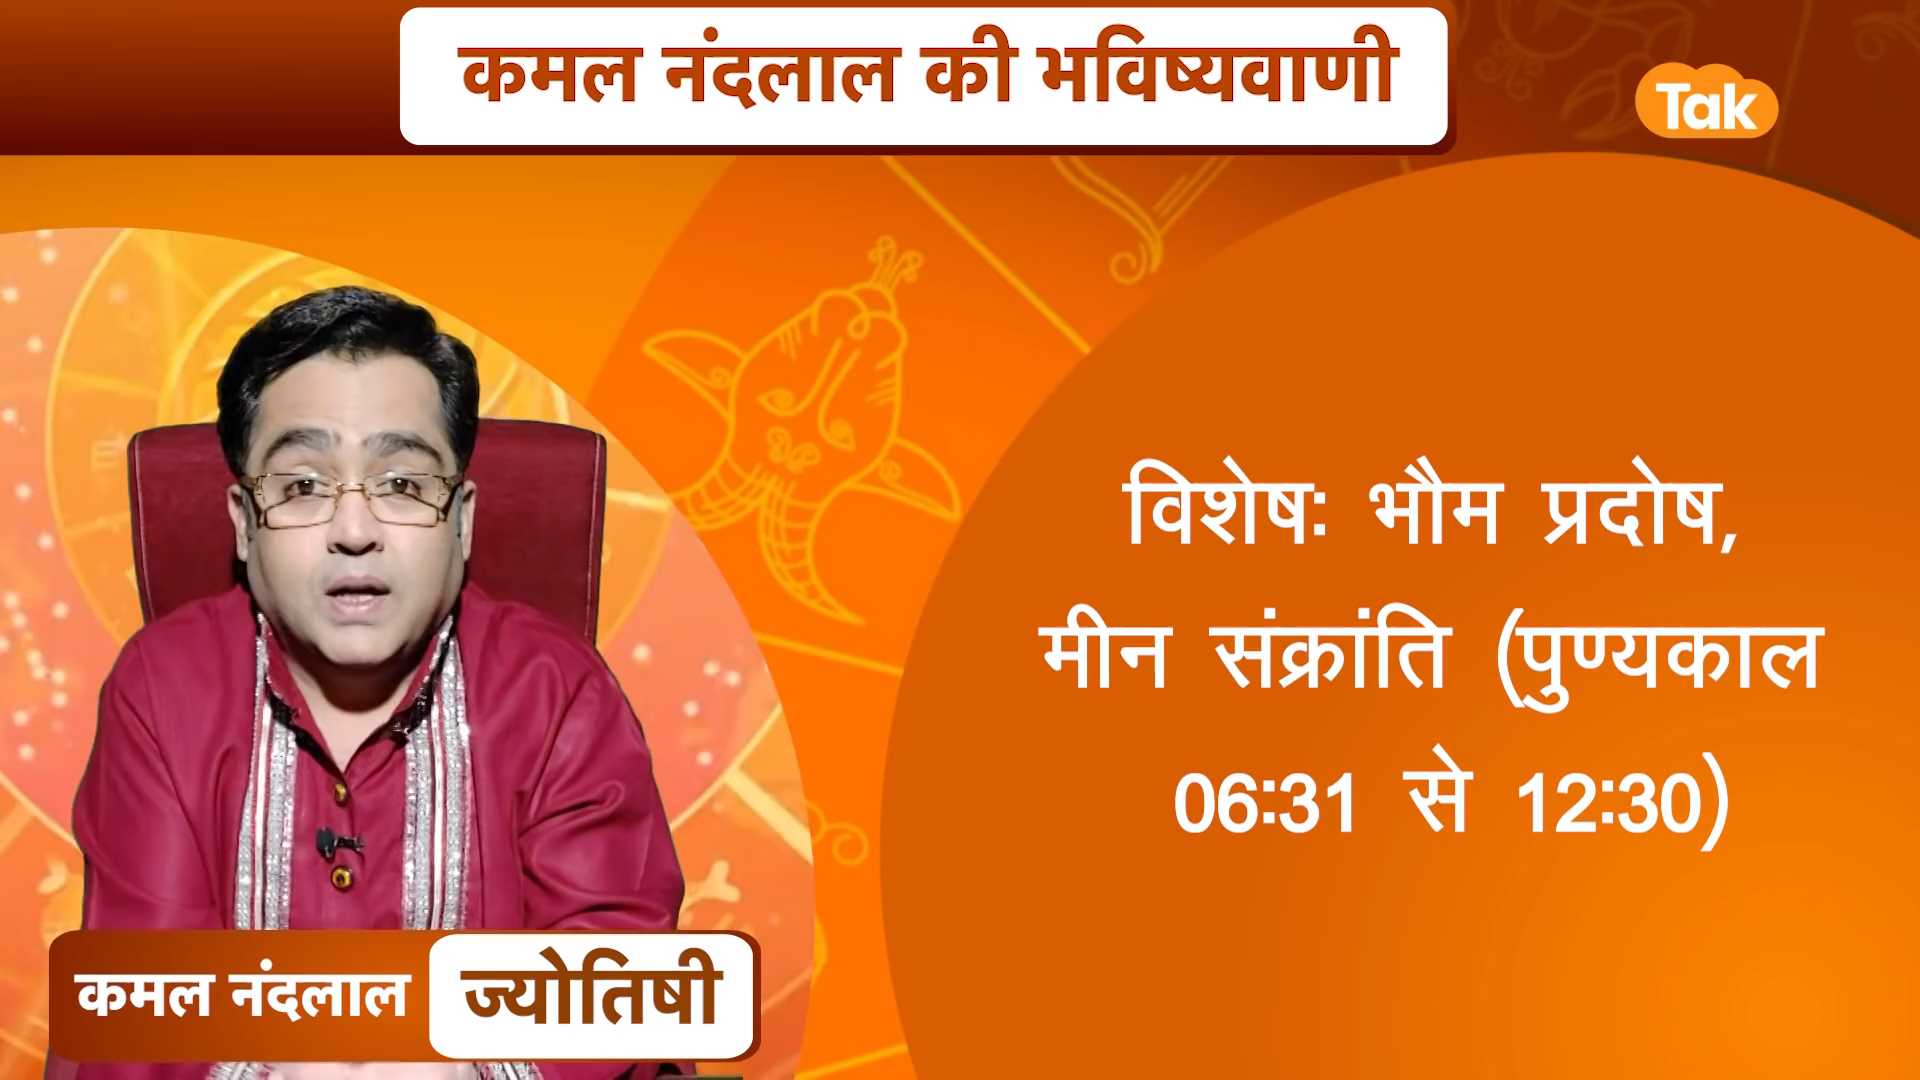 कमल नंदलाल की भविष्यवाणी
Tak
विशेषः भौम प्रदोष,
मीन संक्रांति (पुण्यकाल
06:31 से 12:30)
कमल नंदलाल
ज्योतिषी